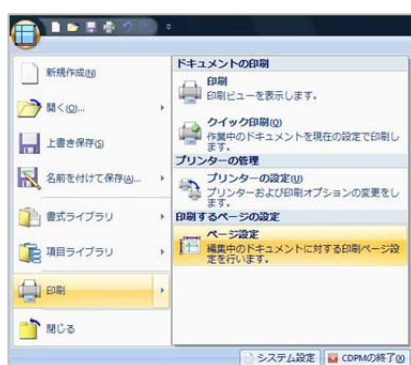 新規作成(N)
開く(O)...
上書き保存(S)
名前を付けて保存(A)...
書式ライブラリ
項目ライブラリ
印刷
閉じる
ドキュメントの印刷
印刷
印刷ビューを表示します。
クイック印刷(Q)
作業中のドキュメントを現在の設定で印刷し
ます。
プリンターの管理
プリンターの設定(U)
プリンターおよび印刷オプションの変更をし
ます。
印刷するページの設定
ページ設定
編集中のドキュメントに対する印刷ページ設
定を行います。
システム設定
CDPMの終了(X)